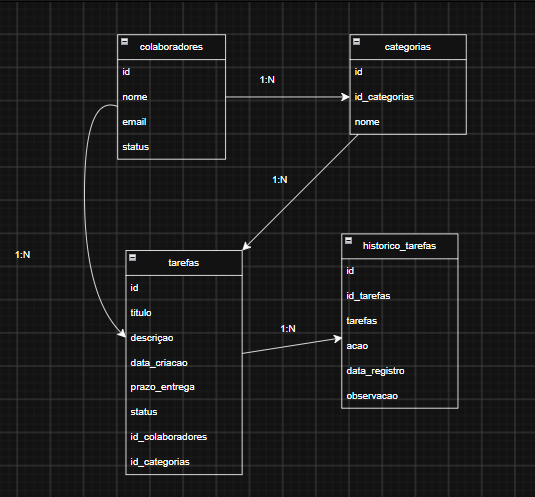 colaboradores
id
nome
email
status
1:N
categorias
id
id_categorias
nome
1:N
1:N
tarefas
id
titulo
descriçao
data_criacao
prazo_entrega
status
id_colaboradores
id_categorias
1:N
historico_tarefas
id
id_tarefas
tarefas
acao
data_registro
observacao